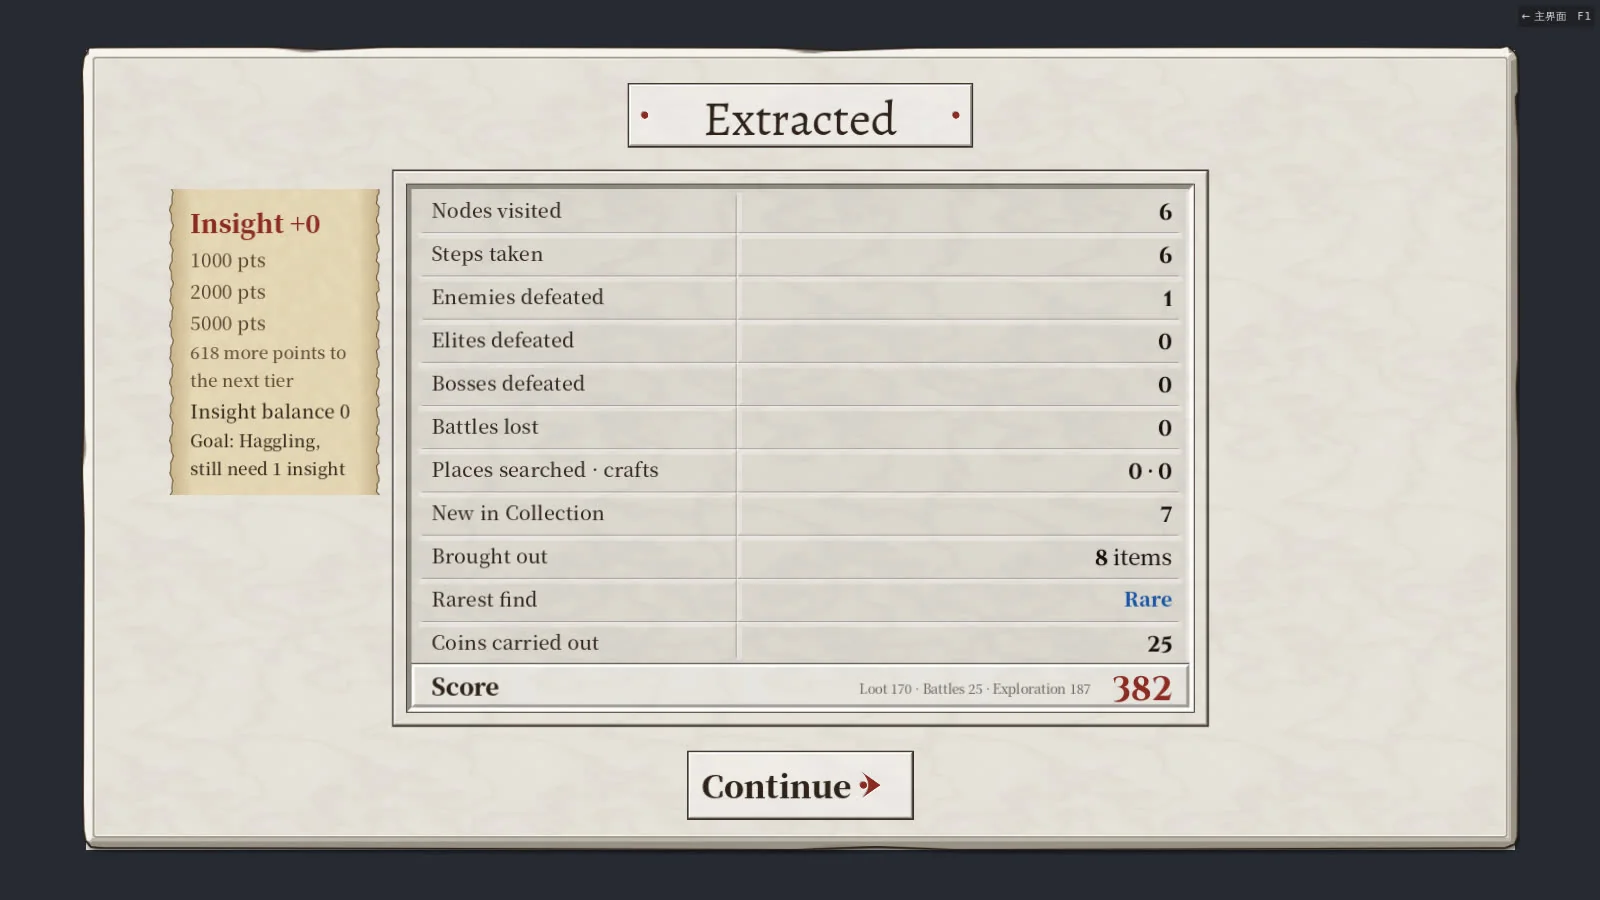 ← 主界面 F1
Extracted
Insight +0
1000 pts
2000 pts
5000 pts
618 more points to
the next tier
Insight balance 0
Goal: Haggling,
still need 1 insight
Nodes visited 6
Steps taken 6
Enemies defeated 1
Elites defeated 0
Bosses defeated 0
Battles lost 0
Places searched · crafts 0 · 0
New in Collection 7
Brought out 8 items
Rarest find Rare
Coins carried out 25
Score Loot 170 · Battles 25 · Exploration 187 382
Continue